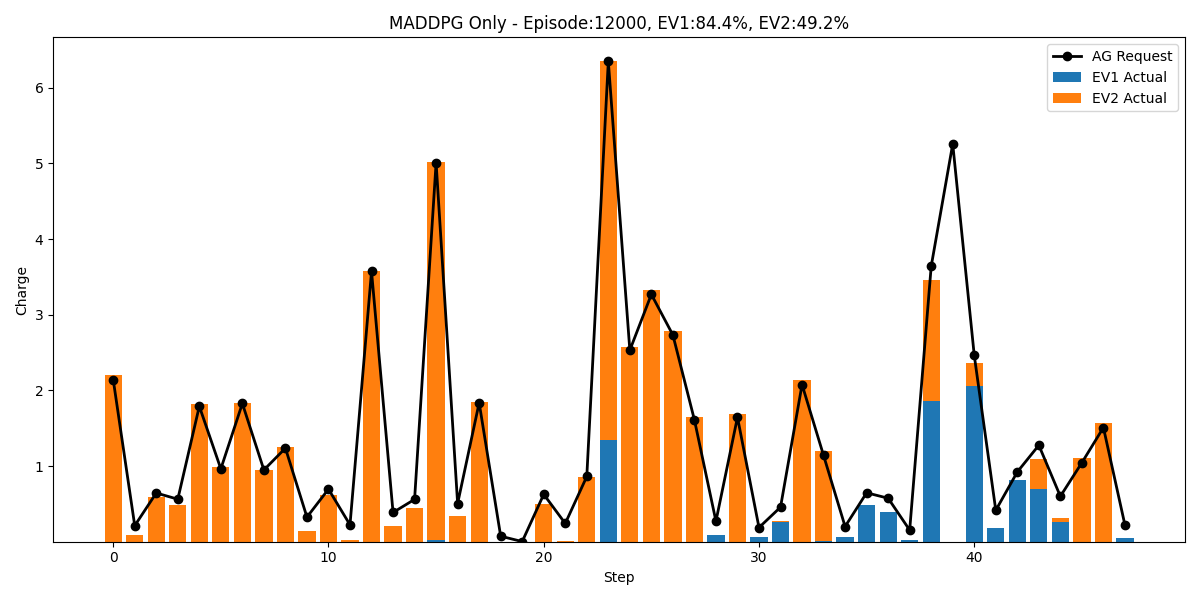 MADDPG Only - Episode:12000, EV1:84.4%, EV2:49.2%
AG Request
EV1 Actual
EV2 Actual
Charge
6
5
4
3
2
1
0
10
20
30
40
Step